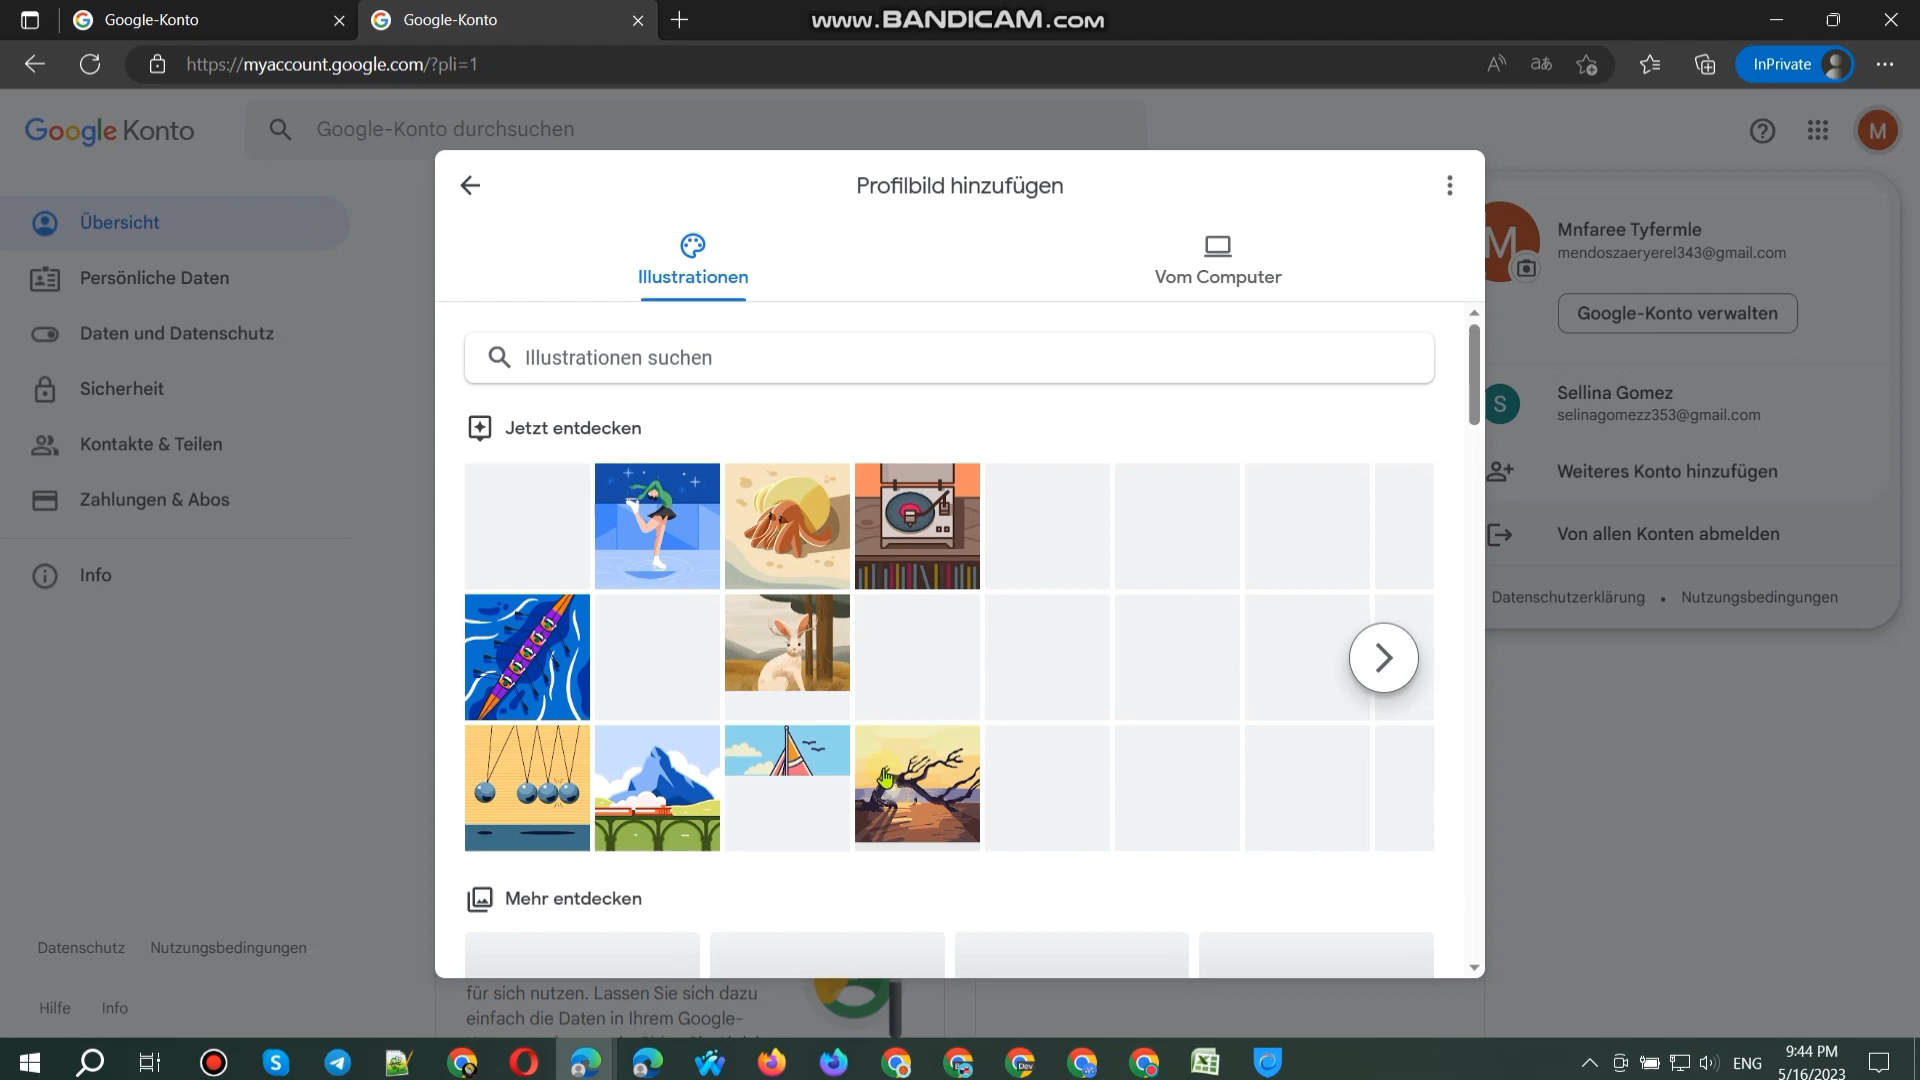 Google-Konto
Google-Konto
www.BANDICAM.com
https://myaccount.google.com/?pli=1
InPrivate
Google Konto
Google-Konto durchsuchen
M
Profilbild hinzufügen
Übersicht
Persönliche Daten
Daten und Datenschutz
Sicherheit
Kontakte & Teilen
Zahlungen & Abos
Info
Illustrationen
Vom Computer
Illustrationen suchen
Jetzt entdecken
Mehr entdecken
M
Mnfaree Tyfermle
mendoszaeryerel343@gmail.com
Google-Konto verwalten
S
Sellina Gomez
selinagomezz353@gmail.com
Weiteres Konto hinzufügen
Von allen Konten abmelden
Datenschutzerklärung • Nutzungsbedingungen
Datenschutz Nutzungsbedingungen
Hilfe Info
für sich nutzen. Lassen Sie sich dazu
einfach die Daten in Ihrem Google-
ENG
9:44 PM
5/16/2023